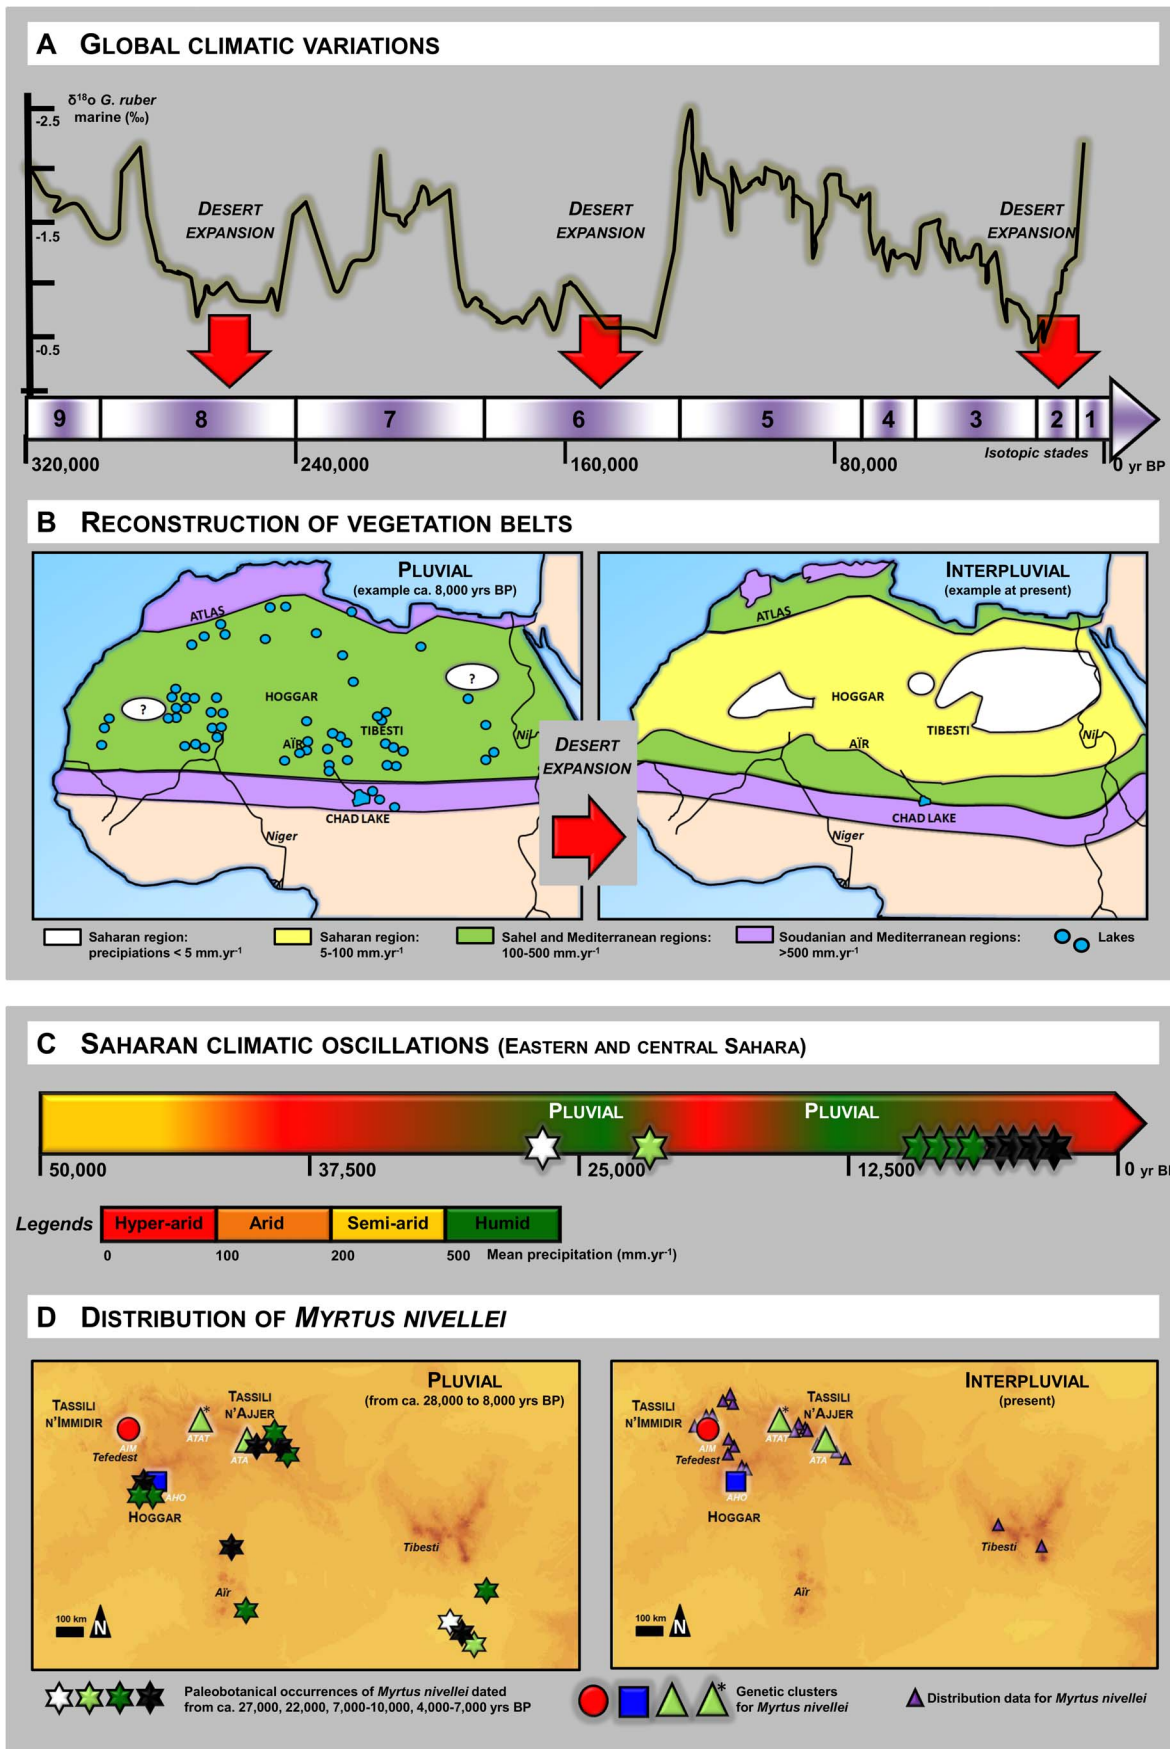 A GLOBAL CLIMATIC VARIATIONS
δ¹⁸o G. ruber
marine (‰)
-2.5
-1.5
-0.5
DESERT
EXPANSION
DESERT
EXPANSION
DESERT
EXPANSION
9 8 7 6 5 4 3 2 1
Isotopic stades
320,000 240,000 160,000 80,000 0 yr BP
B RECONSTRUCTION OF VEGETATION BELTS
PLUVIAL
(example ca. 8,000 yrs BP)
ATLAS
?
?
HOGGAR
TIBESTI
AÏR
Nil
CHAD LAKE
Niger
DESERT
EXPANSION
INTERPLUVIAL
(example at present)
ATLAS
HOGGAR
TIBESTI
AÏR
Nil
CHAD LAKE
Niger
Saharan region:
precipiations < 5 mm.yr⁻¹
Saharan region:
5-100 mm.yr⁻¹
Sahel and Mediterranean regions:
100-500 mm.yr⁻¹
Soudanian and Mediterranean regions:
>500 mm.yr⁻¹
Lakes
C SAHARAN CLIMATIC OSCILLATIONS (EASTERN AND CENTRAL SAHARA)
PLUVIAL PLUVIAL
50,000 37,500 25,000 12,500 0 yr BP
Legends Hyper-arid Arid Semi-arid Humid
0 100 200 500 Mean precipitation (mm.yr⁻¹)
D DISTRIBUTION OF MYRTUS NIVELLEI
PLUVIAL
(from ca. 28,000 to 8,000 yrs BP)
TASSILI
N'IMMIDIR
TASSILI
N'AJJER
*
AIM
ATAT
ATA
Tefedest
AHO
HOGGAR
Tibesti
Aïr
100 km
N
INTERPLUVIAL
(present)
TASSILI
N'IMMIDIR
TASSILI
N'AJJER
*
AIM
ATAT
ATA
Tefedest
AHO
HOGGAR
Tibesti
Aïr
100 km
N
Paleobotanical occurrences of Myrtus nivellei dated
from ca. 27,000, 22,000, 7,000-10,000, 4,000-7,000 yrs BP
*
Genetic clusters
for Myrtus nivellei
Distribution data for Myrtus nivellei